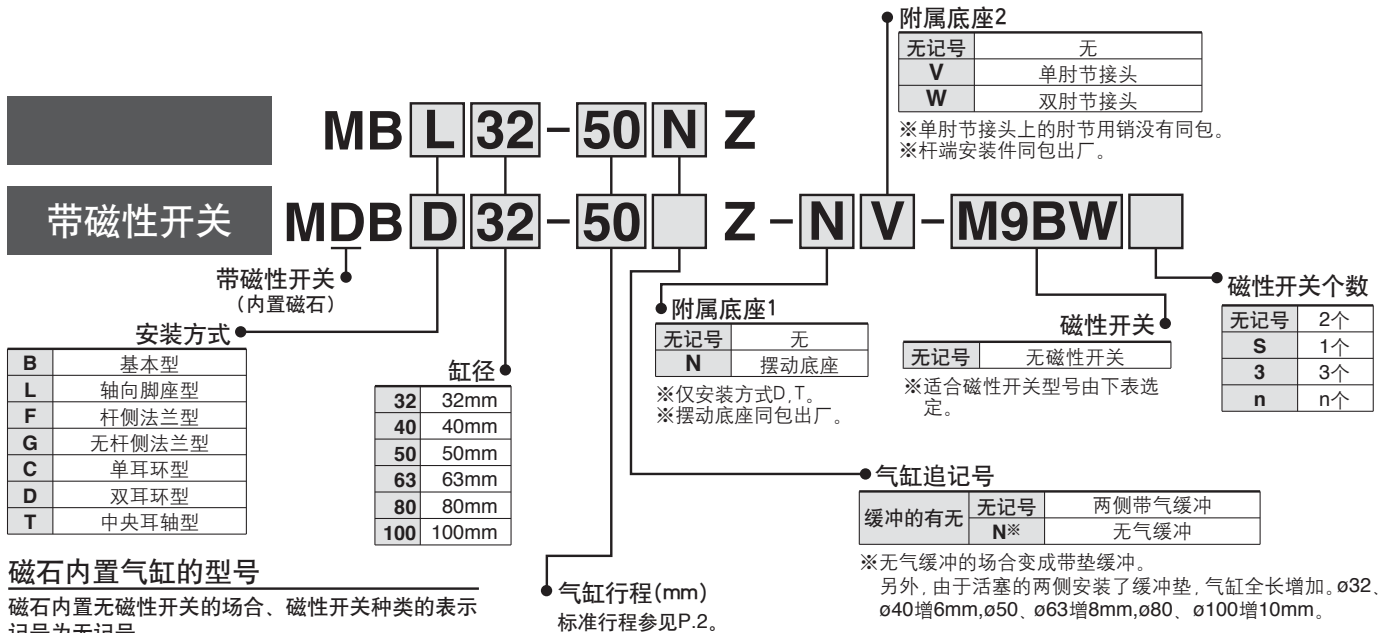 附属底座2
无记号 无
V 单肘节接头
W 双肘节接头
※单肘节接头上的肘节用销没有同包。
※杆端安装件同包出厂。
MB L 32-50 N Z
带磁性开关 MDB D 32-50 Z-N V-M9BW
带磁性开关
(内置磁石)
安装方式
B 基本型
L 轴向脚座型
F 杆侧法兰型
G 无杆侧法兰型
C 单耳环型
D 双耳环型
T 中央耳轴型
缸径
32 32mm
40 40mm
50 50mm
63 63mm
80 80mm
100 100mm
附属底座1
无记号 无
N 摆动底座
※仅安装方式D,T。
※摆动底座同包出厂。
磁性开关
无记号 无磁性开关
※适合磁性开关型号由下表选
定。
磁性开关个数
无记号 2个
S 1个
3 3个
n n个
气缸追记号
缓冲的有无 无记号 两侧带气缓冲
N※ 无气缓冲
※无气缓冲的场合变成带垫缓冲。
另外,由于活塞的两侧安装了缓冲垫,气缸全长增加。ø32、
ø40增6mm,ø50、ø63增8mm,ø80、ø100增10mm。
气缸行程(mm)
标准行程参见P.2。
磁石内置气缸的型号
磁石内置无磁性开关的场合、磁性开关种类的表示
记号为无记号